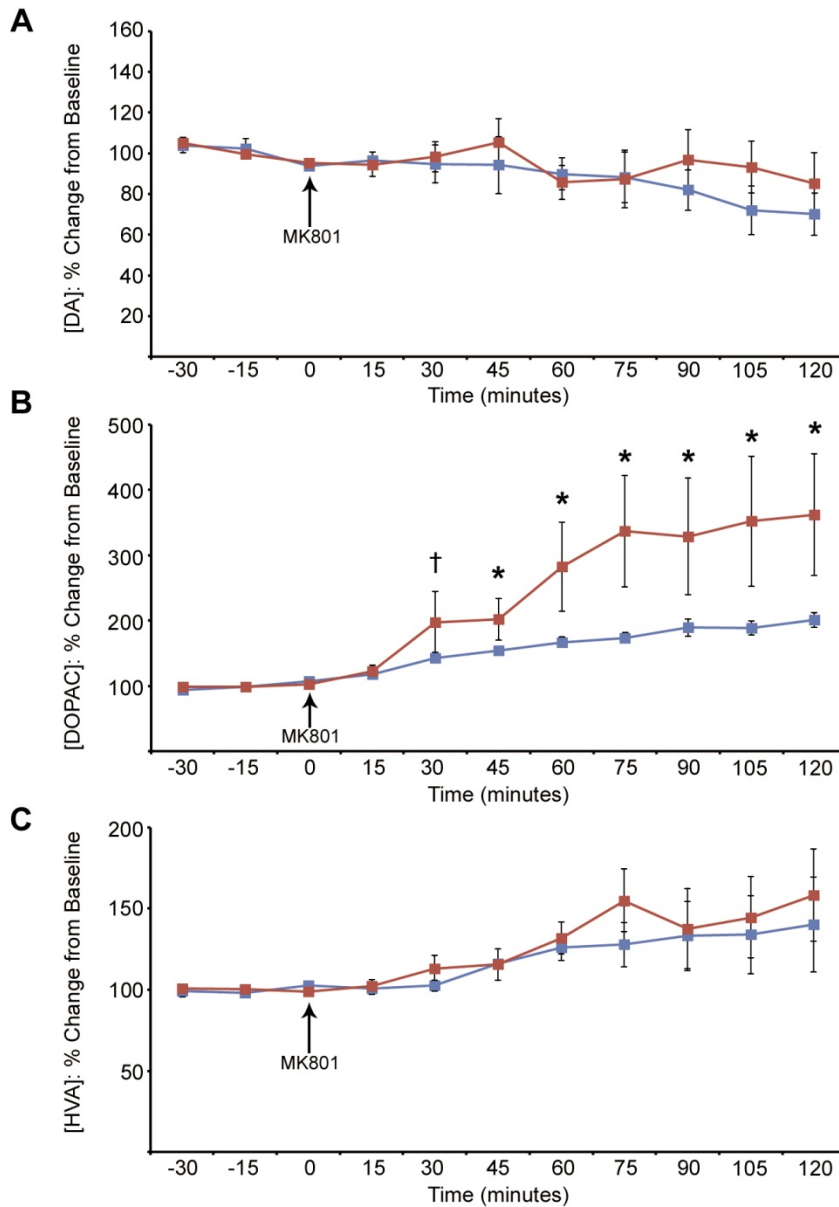 A
[DA]: % Change from Baseline
160
140
120
100
80
60
40
20
MK801
-30 -15 0 15 30 45 60 75 90 105 120
Time (minutes)
B
[DOPAC]: % Change from Baseline
500
400
300
200
100
† * * * * * *
MK801
-30 -15 0 15 30 45 60 75 90 105 120
Time (minutes)
C
[HVA]: % Change from Baseline
200
150
100
50
MK801
-30 -15 0 15 30 45 60 75 90 105 120
Time (minutes)